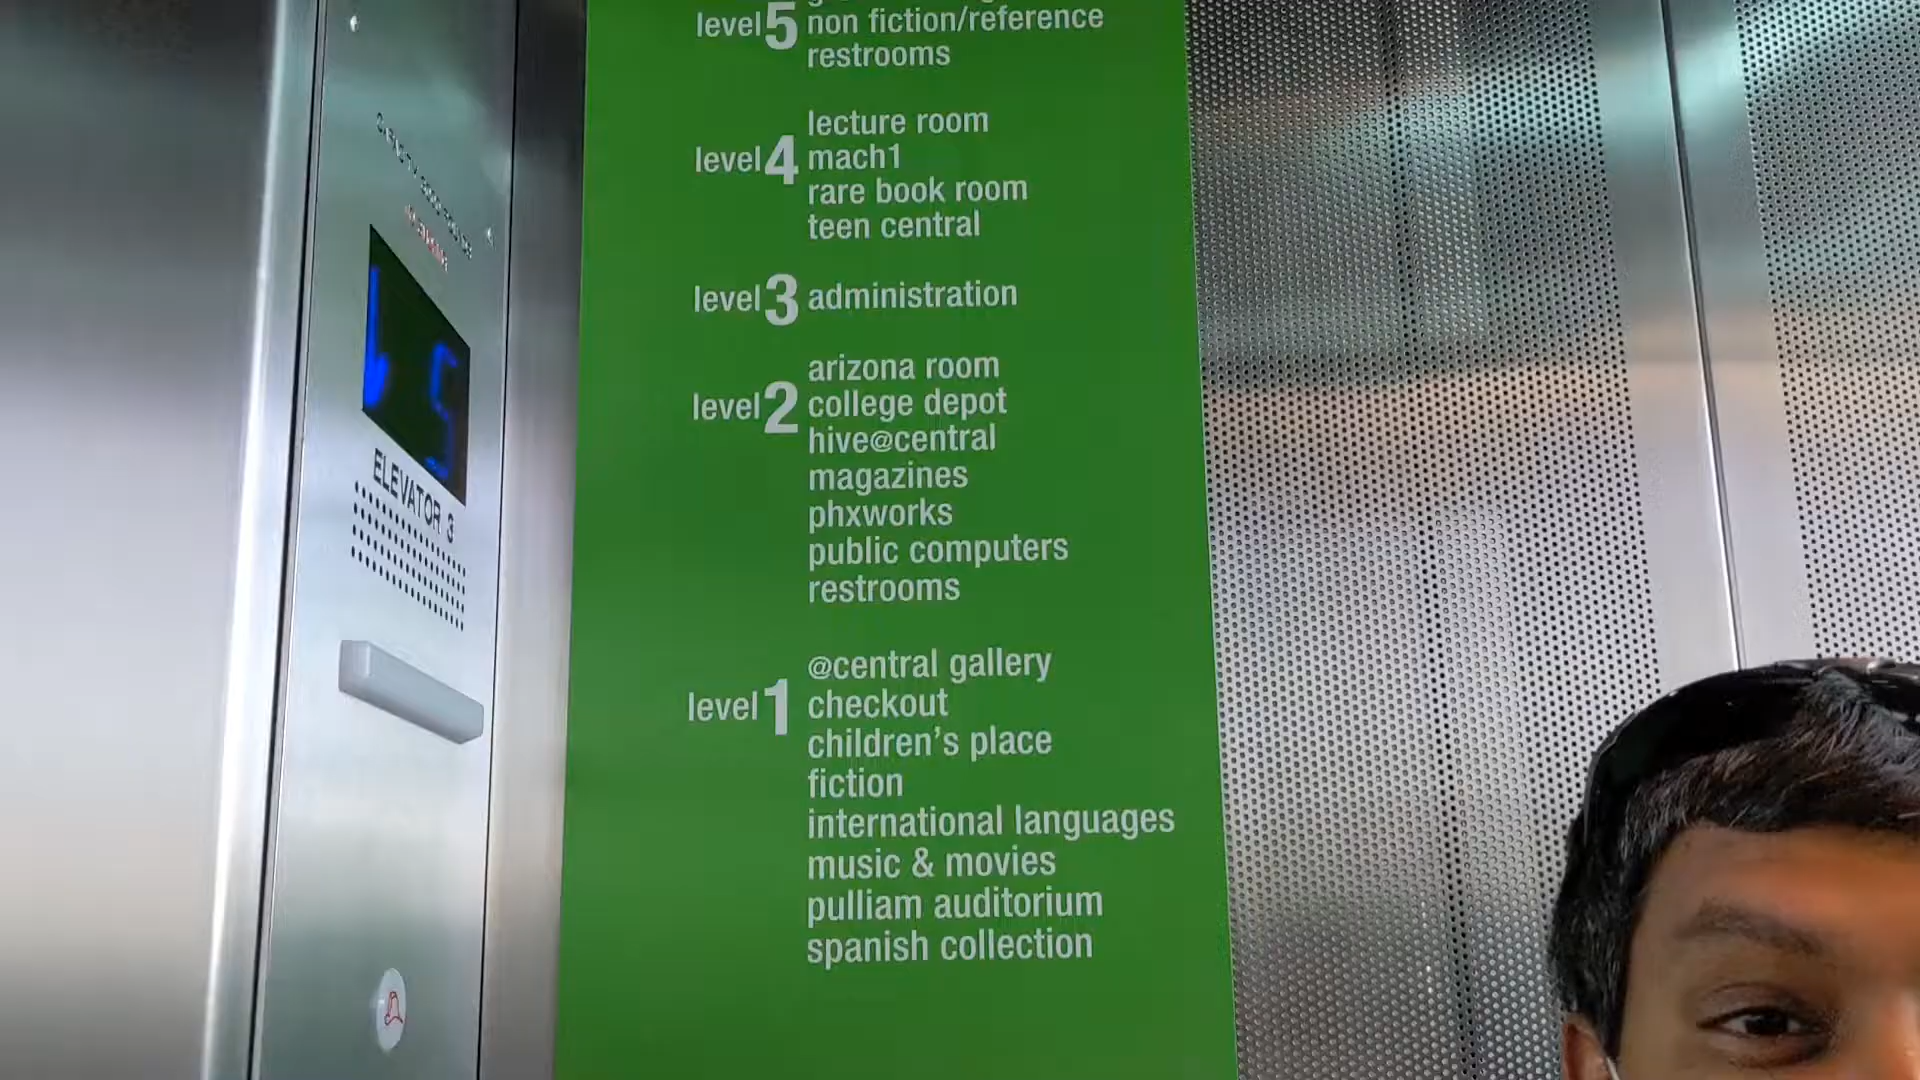 level 5
non fiction/reference
restrooms
level 4
lecture room
mach1
rare book room
teen central
level 3 administration
level 2
arizona room
college depot
hive@central
magazines
phxworks
public computers
restrooms
level 1
@central gallery
checkout
children's place
fiction
international languages
music & movies
pulliam auditorium
spanish collection
5
ELEVATOR 3